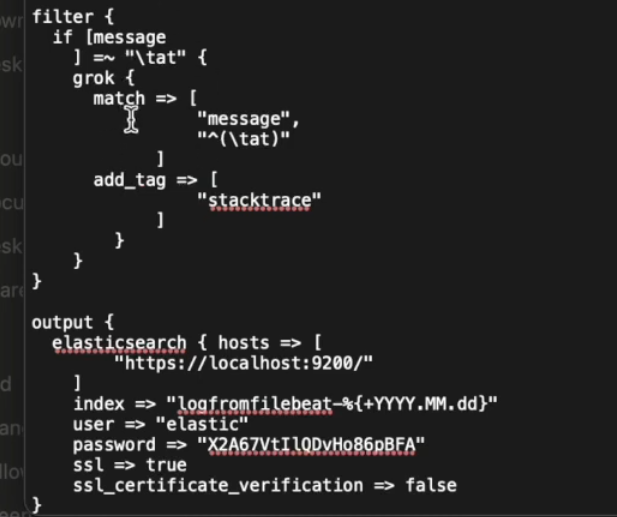 filter {
  if [message
    ] =~ "\tat" {
    grok {
      match => [
                "message",
                "^(\tat)"
            ]
      add_tag => [
                "stacktrace"
            ]
        }
    }
}

output {
  elasticsearch { hosts => [
        "https://localhost:9200/"
    ]
    index => "logfromfilebeat-%{+YYYY.MM.dd}"
    user => "elastic"
    password => "X2A67VtIlQDvHo86pBFA"
    ssl => true
    ssl_certificate_verification => false
}